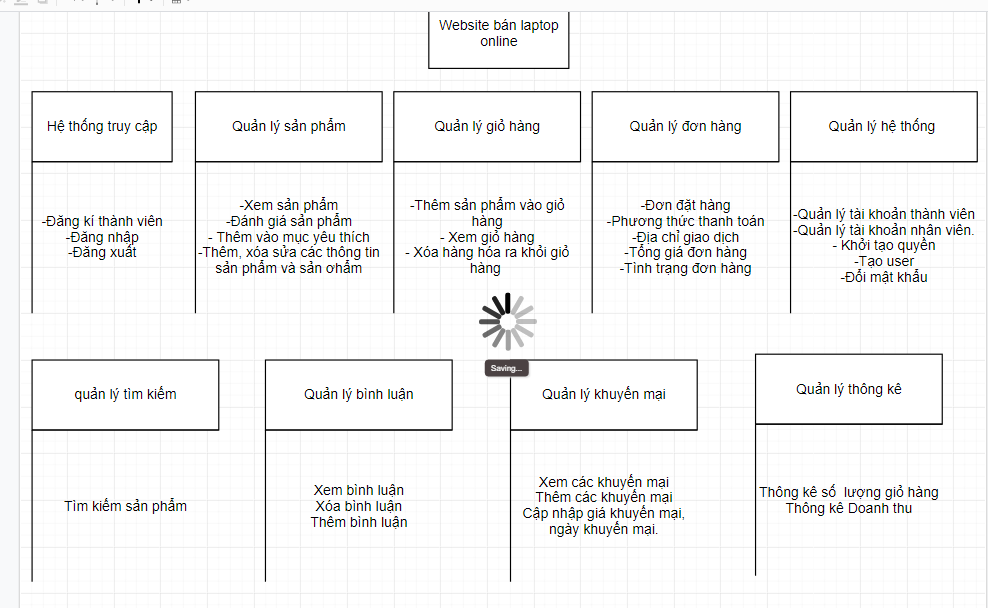 Website bán laptop
online
Hệ thống truy cập
Quản lý sản phẩm
Quản lý giỏ hàng
Quản lý đơn hàng
Quản lý hệ thống
-Đăng kí thành viên
-Đăng nhập
-Đăng xuất
-Xem sản phẩm
-Đánh giá sản phẩm
- Thêm vào mục yêu thích
-Thêm, xóa sửa các thông tin
sản phẩm và sản ơhẩm
-Thêm sản phẩm vào giỏ
hàng
- Xem giỏ hàng
- Xóa hàng hóa ra khỏi giỏ
hàng
-Đơn đặt hàng
-Phương thức thanh toán
-Địa chỉ giao dịch
-Tổng giá đơn hàng
-Tình trạng đơn hàng
-Quản lý tài khoản thành viên
-Quản lý tài khoản nhân viên.
- Khởi tạo quyền
-Tạo user
-Đổi mật khẩu
Saving...
quản lý tìm kiếm
Quản lý bình luận
Quản lý khuyến mại
Quản lý thông kê
Tìm kiếm sản phẩm
Xem bình luận
Xóa bình luận
Thêm bình luận
Xem các khuyến mại
Thêm các khuyến mại
Cập nhập giá khuyến mại,
ngày khuyến mại.
Thông kê số  lượng giỏ hàng
Thông kê Doanh thu